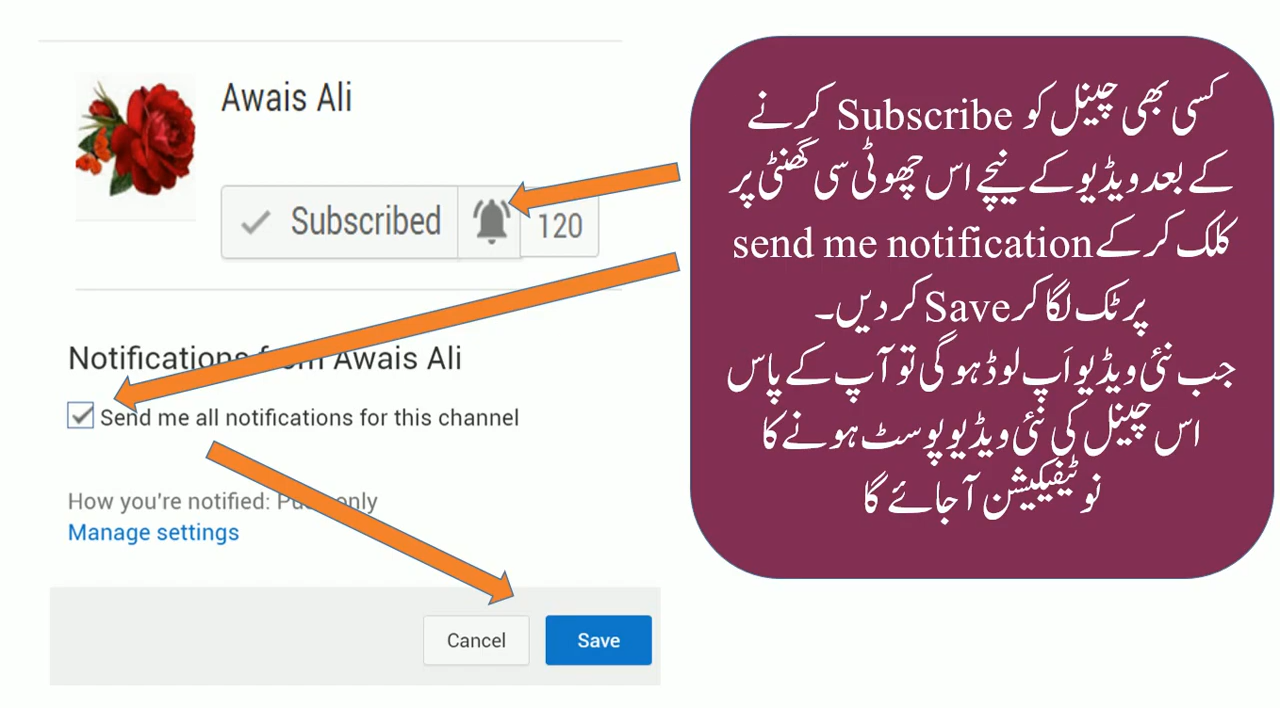 Awais Ali
Subscribed
120
Notifications from Awais Ali
Send me all notifications for this channel
How you're notified: Push only
Manage settings
Cancel
Save
کسی بھی چینل کو Subscribe کرنے
کے بعد ویڈیو کے نیچے اس چھوٹی سی گھنٹی پر
کلک کر کے send me notification
پر ٹک لگا کر Save کر دیں۔
جب نئی ویڈیو اَپ لوڈ ہو گی تو آپ کے پاس
اس چینل کی نئی ویڈیو پوسٹ ہونے کا
نوٹیفیکیشن آ جائے گا